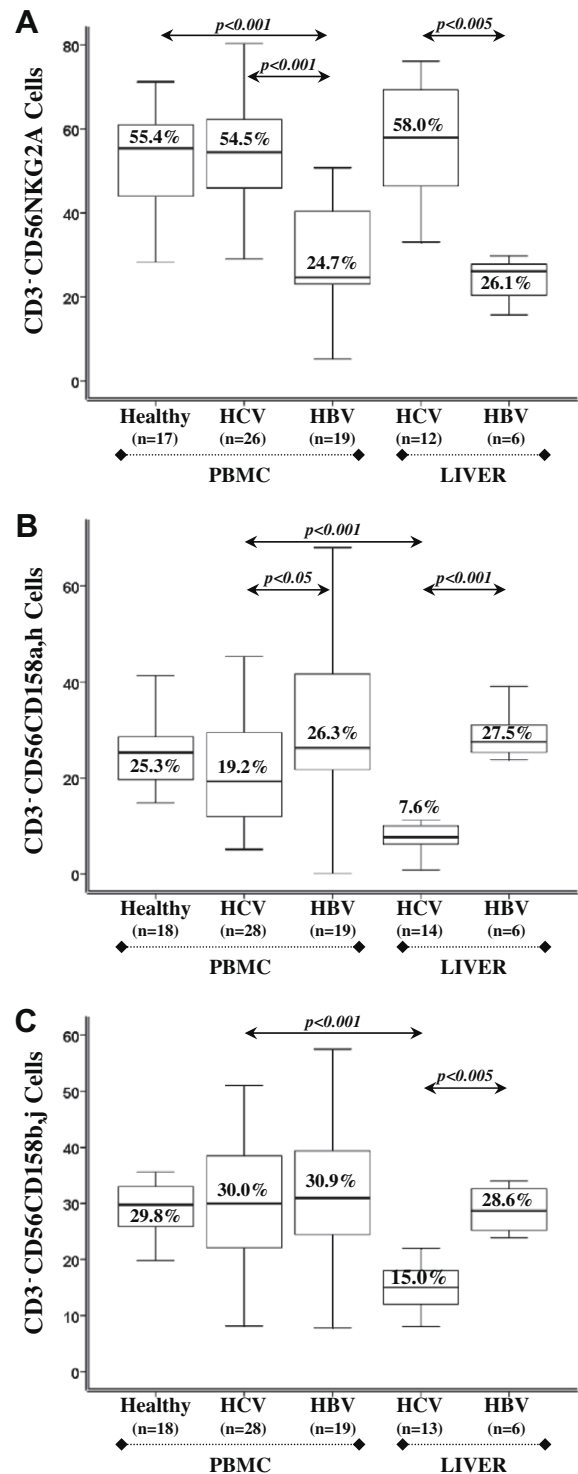 A
p<0.001
p<0.005
p<0.001
CD3-CD56NKG2A Cells
80
60
40
20
0
55.4%
54.5%
24.7%
58.0%
26.1%
Healthy HCV HBV HCV HBV
(n=17) (n=26) (n=19) (n=12) (n=6)
PBMC LIVER
B
p<0.001
p<0.05
p<0.001
CD3-CD56CD158a,h Cells
60
40
20
0
25.3%
19.2%
26.3%
7.6%
27.5%
Healthy HCV HBV HCV HBV
(n=18) (n=28) (n=19) (n=14) (n=6)
PBMC LIVER
C
p<0.001
p<0.005
CD3-CD56CD158b,j Cells
60
50
40
30
20
10
0
29.8%
30.0%
30.9%
15.0%
28.6%
Healthy HCV HBV HCV HBV
(n=18) (n=28) (n=19) (n=13) (n=6)
PBMC LIVER